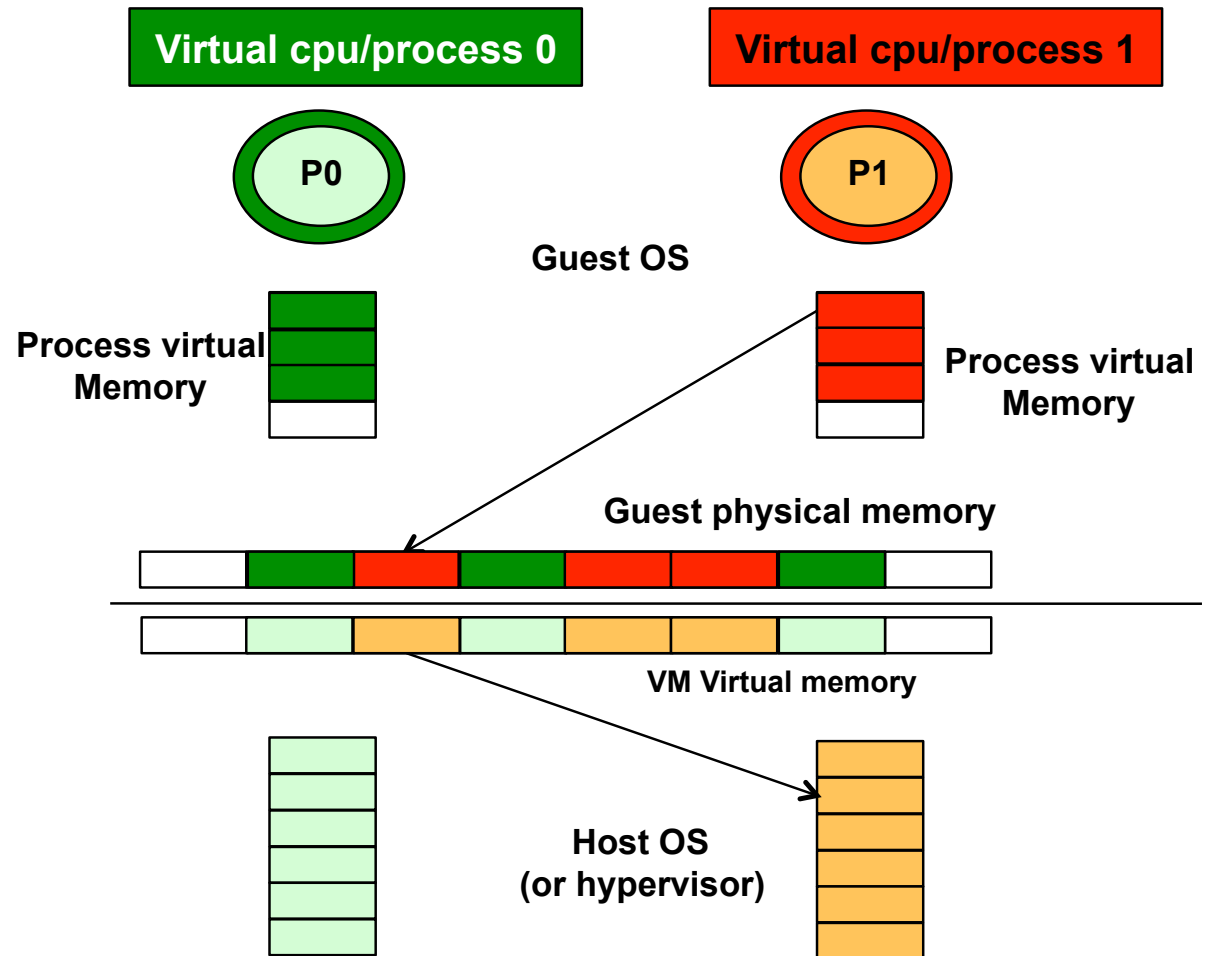 Virtual cpu/process 0
Virtual cpu/process 1
P0
P1
Guest OS
Process virtual
Memory
Process virtual
Memory
Guest physical memory
VM Virtual memory
Host OS
(or hypervisor)